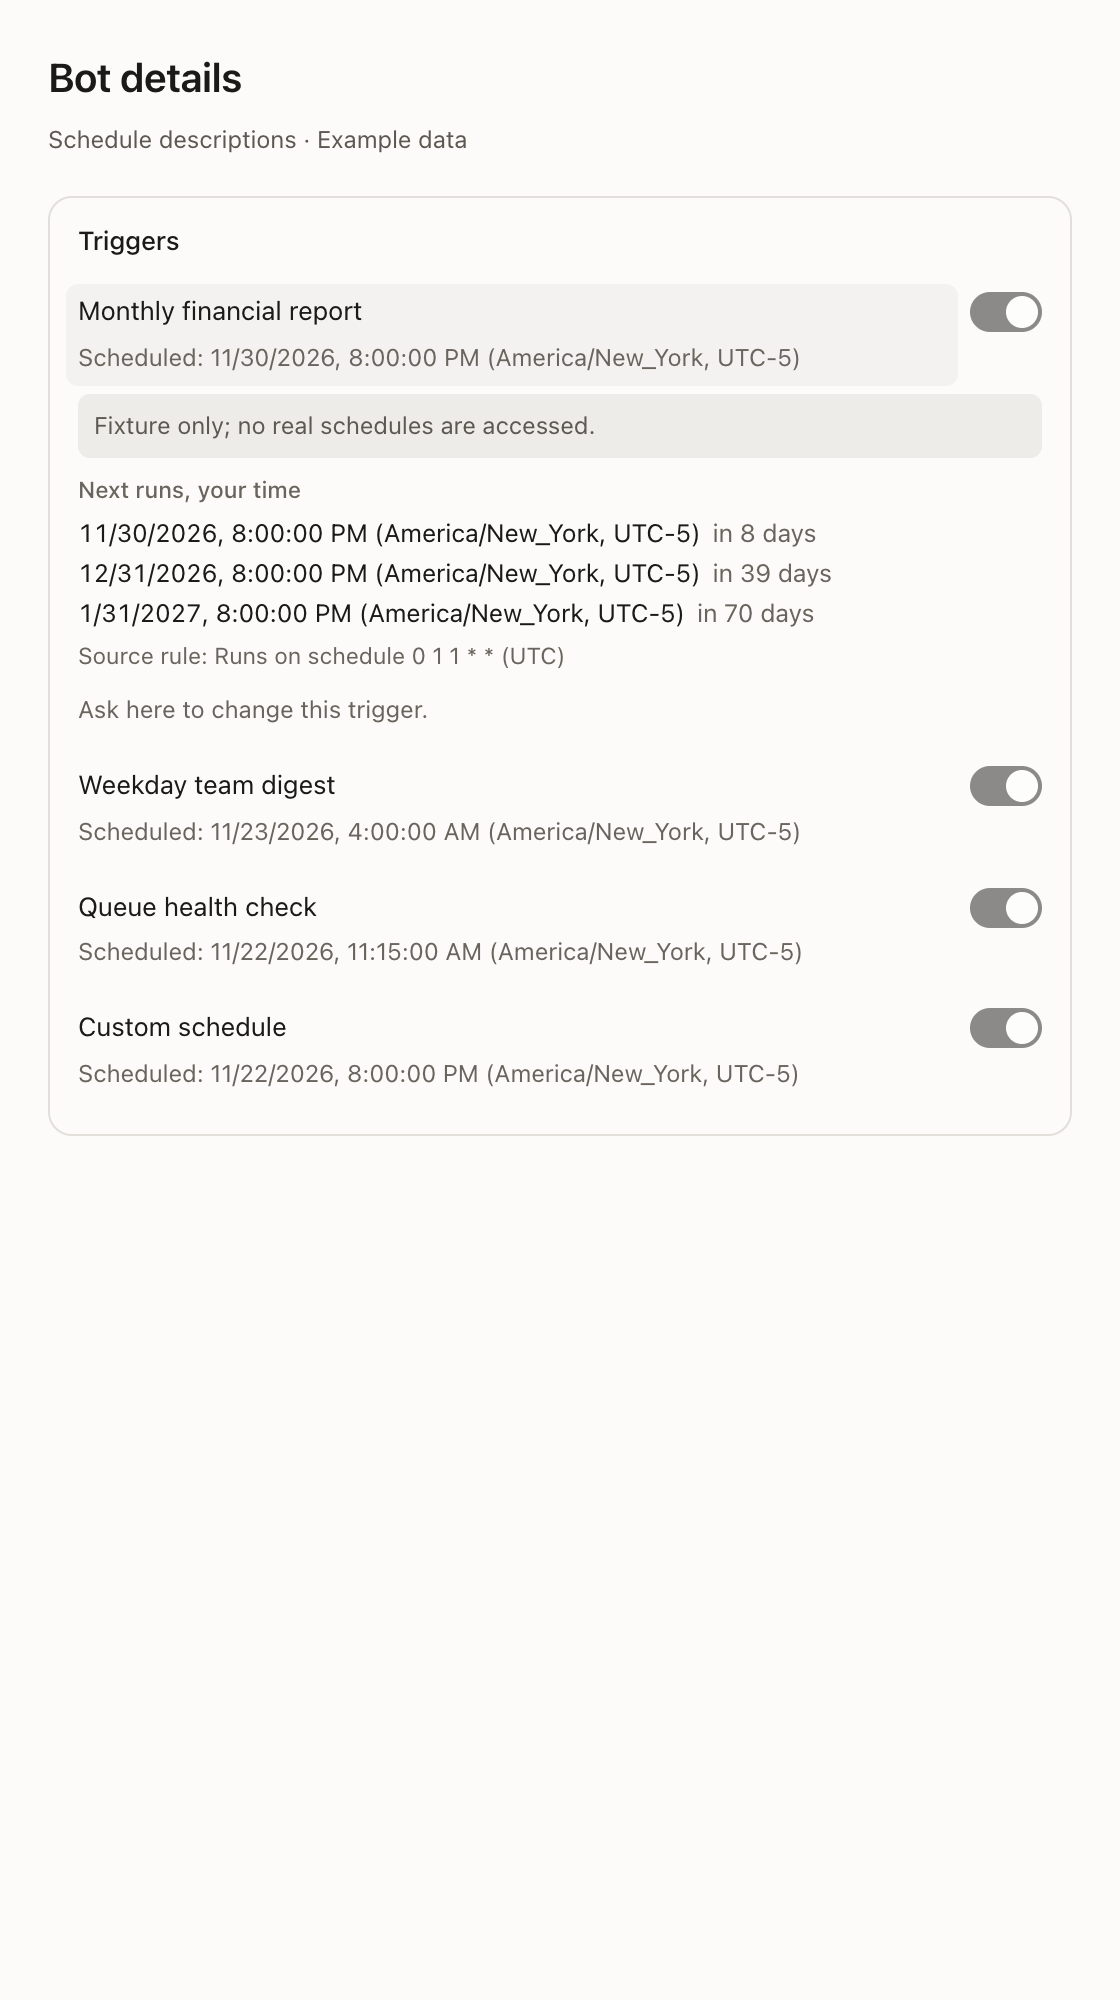 Bot details
Schedule descriptions · Example data
Triggers
Monthly financial report
Scheduled: 11/30/2026, 8:00:00 PM (America/New_York, UTC-5)
Fixture only; no real schedules are accessed.
Next runs, your time
11/30/2026, 8:00:00 PM (America/New_York, UTC-5) in 8 days
12/31/2026, 8:00:00 PM (America/New_York, UTC-5) in 39 days
1/31/2027, 8:00:00 PM (America/New_York, UTC-5) in 70 days
Source rule: Runs on schedule 0 1 1 * * (UTC)
Ask here to change this trigger.
Weekday team digest
Scheduled: 11/23/2026, 4:00:00 AM (America/New_York, UTC-5)
Queue health check
Scheduled: 11/22/2026, 11:15:00 AM (America/New_York, UTC-5)
Custom schedule
Scheduled: 11/22/2026, 8:00:00 PM (America/New_York, UTC-5)